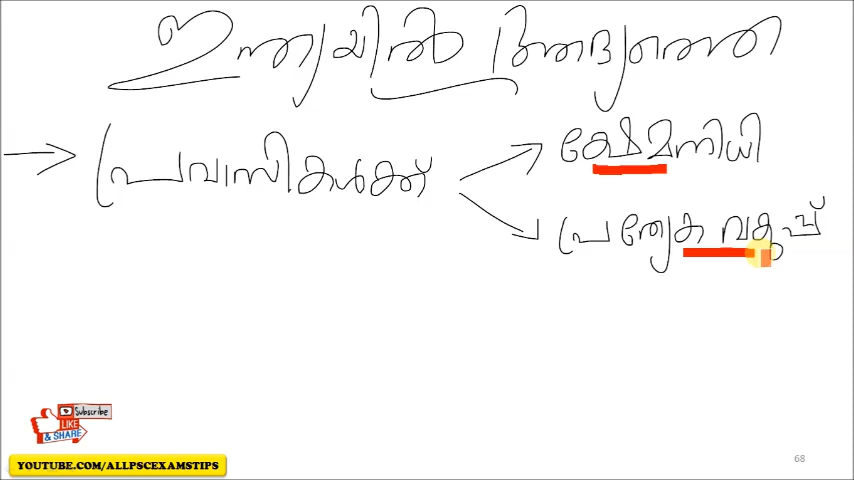 ഇന്ത്യയിൽ ആദ്യത്തെ
പ്രവാസികൾക്ക്
ക്ഷേമനിധി
പ്രത്യേക വകുപ്പ്
Subscribe
LIKE
& SHARE
YOUTUBE.COM/ALLPSCEXAMSTIPS
68